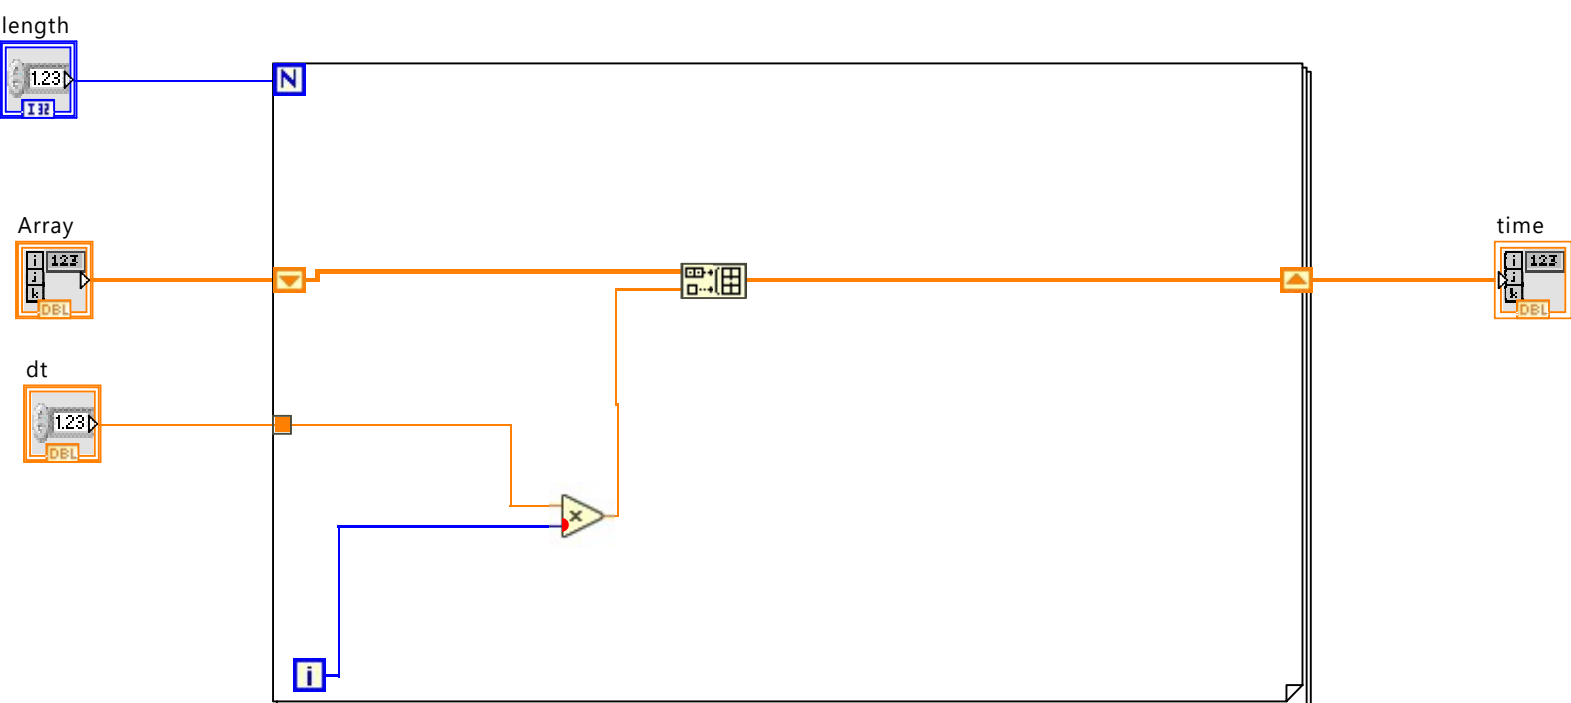 length
1.23
I32
N
Array
i
123
j
k
DBL
time
i
123
j
k
DBL
dt
1.23
DBL
×
i